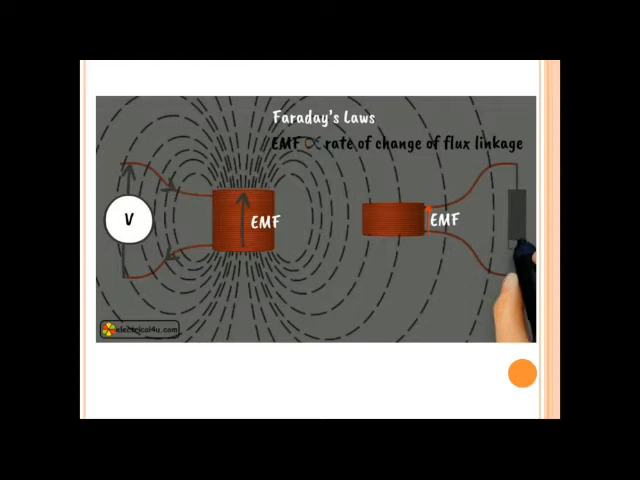 Faraday's Laws
EMF ∝ rate of change of flux linkage
V
EMF
EMF
electrical4u.com